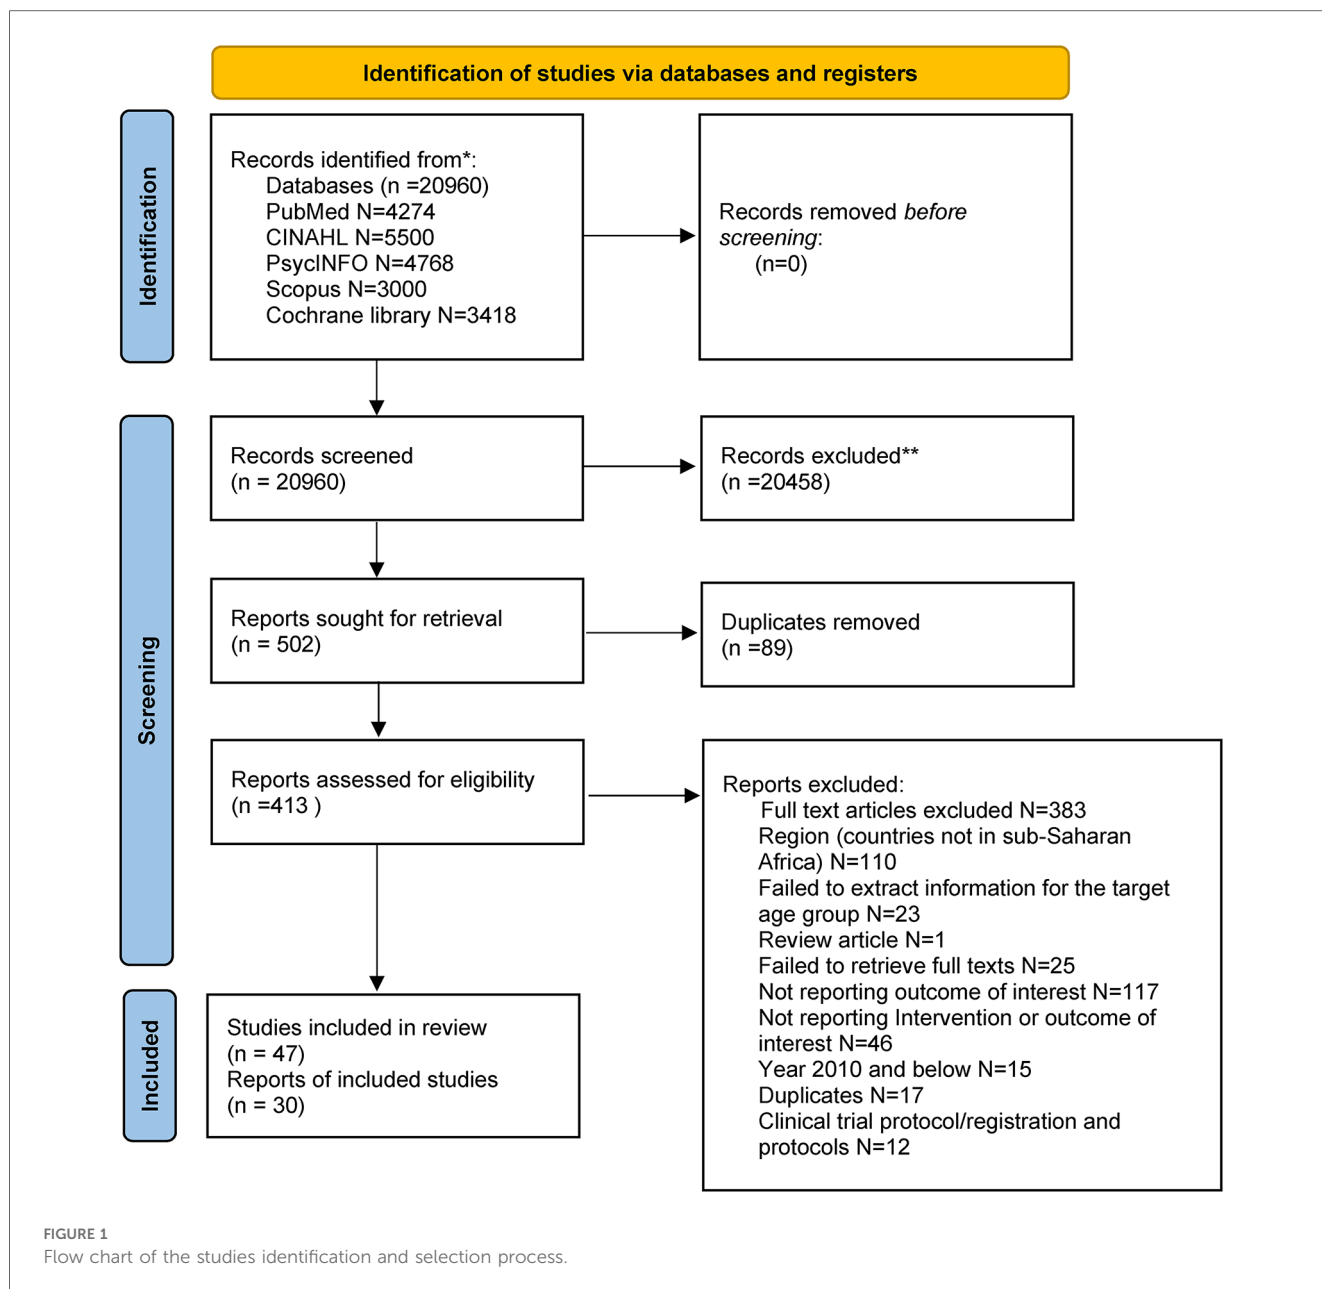 Identification of studies via databases and registers
Identification
Records identified from*:
Databases (n =20960)
PubMed N=4274
CINAHL N=5500
PsycINFO N=4768
Scopus N=3000
Cochrane library N=3418
Records removed before
screening:
(n=0)
Screening
Records screened
(n = 20960)
Records excluded**
(n =20458)
Reports sought for retrieval
(n = 502)
Duplicates removed
(n =89)
Reports assessed for eligibility
(n =413 )
Reports excluded:
Full text articles excluded N=383
Region (countries not in sub-Saharan
Africa) N=110
Failed to extract information for the target
age group N=23
Review article N=1
Failed to retrieve full texts N=25
Not reporting outcome of interest N=117
Not reporting Intervention or outcome of
interest N=46
Year 2010 and below N=15
Duplicates N=17
Clinical trial protocol/registration and
protocols N=12
Included
Studies included in review
(n = 47)
Reports of included studies
(n = 30)
FIGURE 1
Flow chart of the studies identification and selection process.